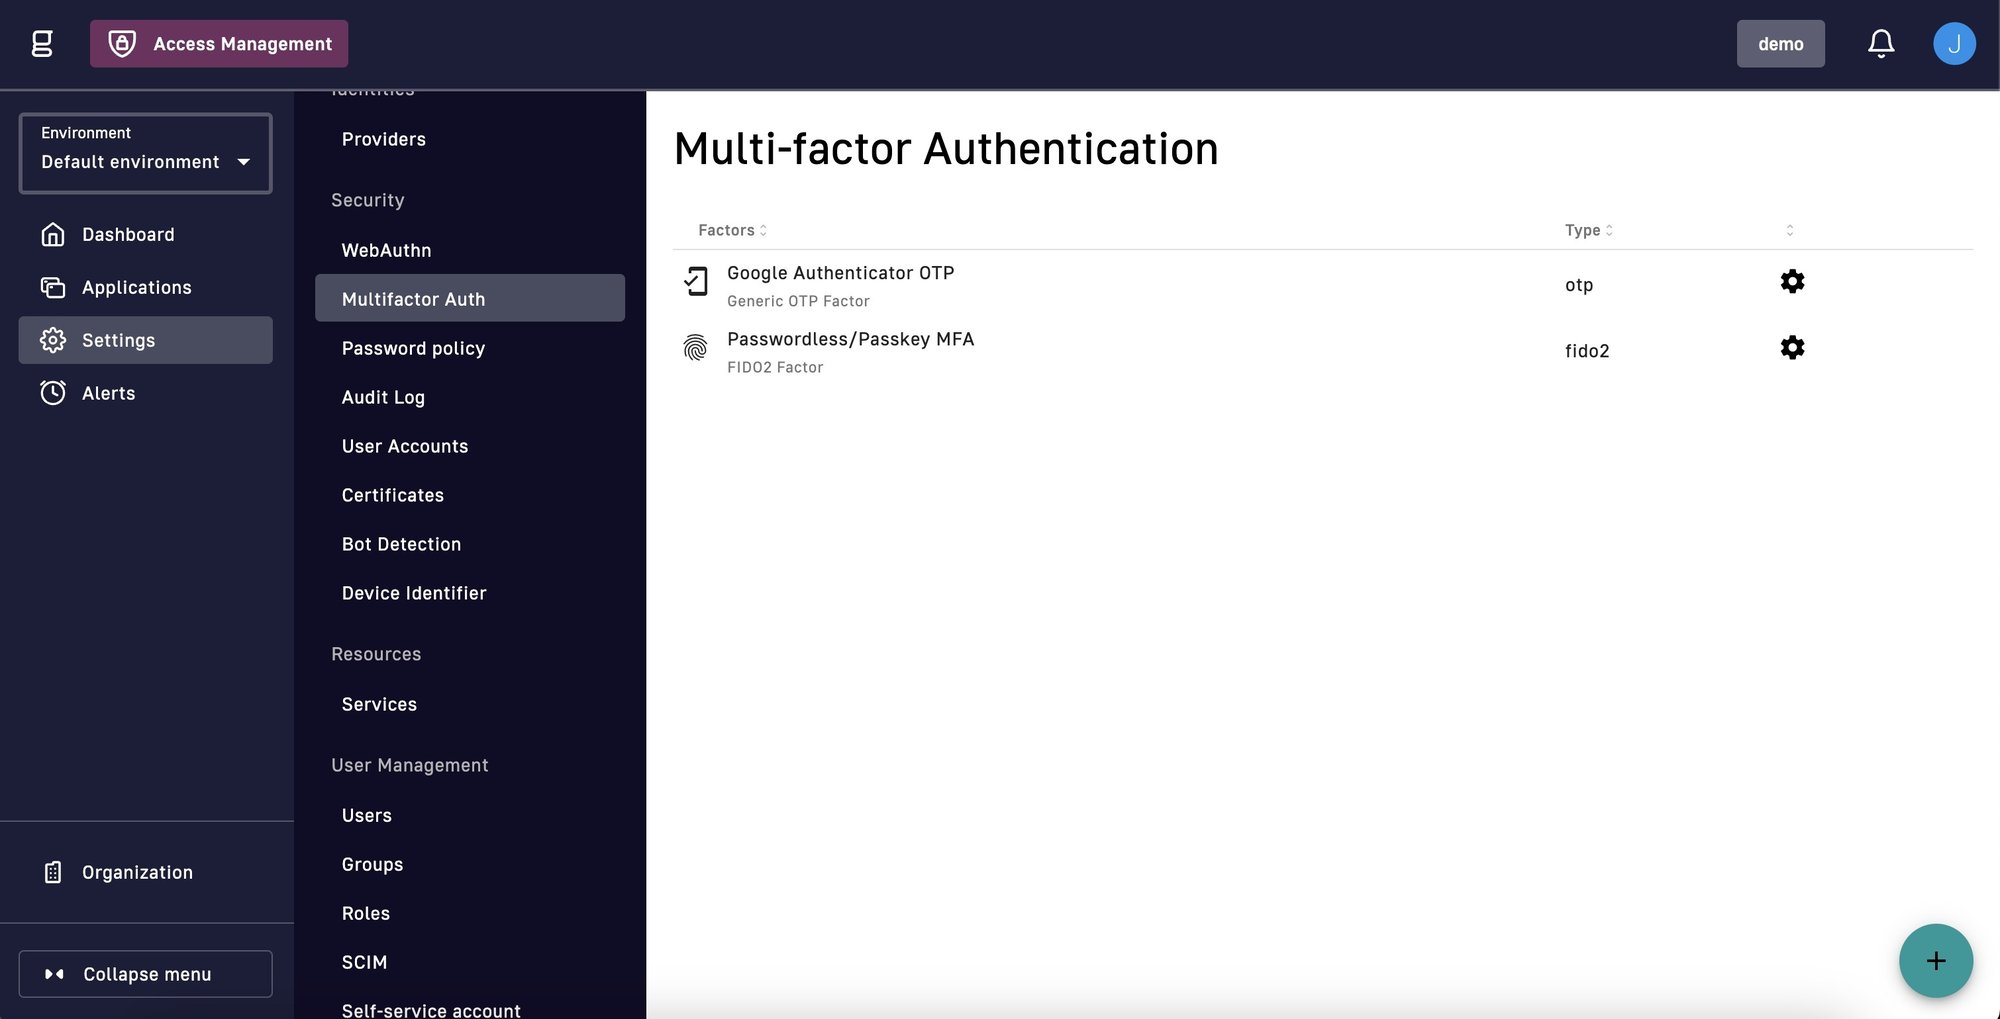 g
Access Management
demo
J
Environment
Default environment
Dashboard
Applications
Settings
Alerts
Organization
Collapse menu
Identities
Providers
Security
WebAuthn
Multifactor Auth
Password policy
Audit Log
User Accounts
Certificates
Bot Detection
Device Identifier
Resources
Services
User Management
Users
Groups
Roles
SCIM
Self-service account
Multi-factor Authentication
Factors Type
Google Authenticator OTP
Generic OTP Factor
otp
Passwordless/Passkey MFA
FIDO2 Factor
fido2
+